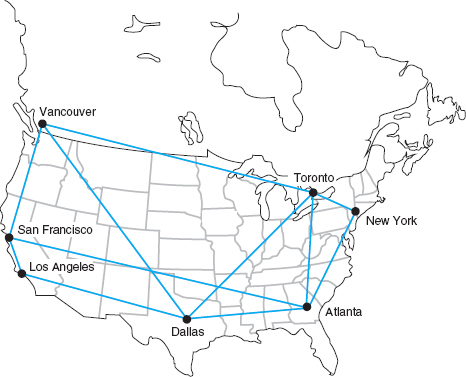 Vancouver
Toronto
New York
San Francisco
Los Angeles
Atlanta
Dallas